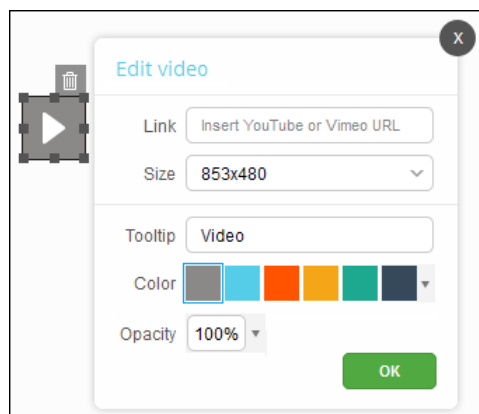 X
Edit video
Link Insert YouTube or Vimeo URL
Size 853x480
Tooltip Video
Color
Opacity 100%
OK